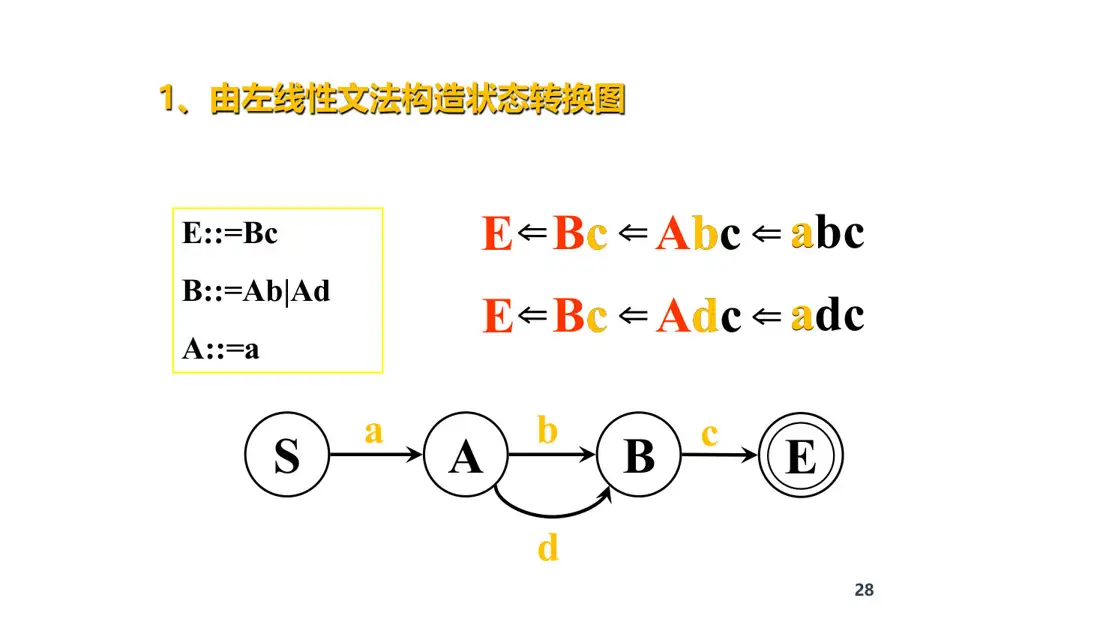 1、由左线性文法构造状态转换图
E::=Bc
B::=Ab|Ad
A::=a
E⇐Bc⇐Abc⇐abc
E⇐Bc⇐Adc⇐adc
S a A b B c E
d
28